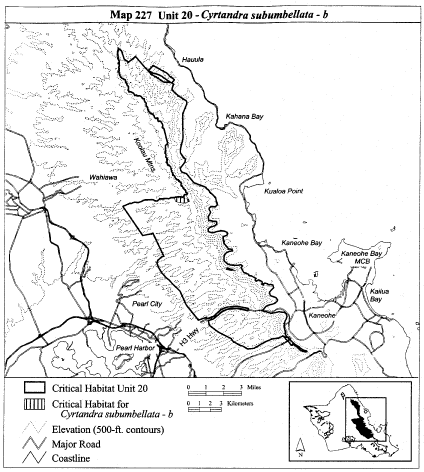 Map 227 Unit 20 - Cyrtandra subumbellata - b
Hauula
Kahana Bay
Koolau Mtns.
Wahiawa
Kualoa Point
Kaneohe Bay
Kaneohe Bay
MCB
Kailua
Bay
Pearl City
Kaneohe
H3 Hwy
Pearl Harbor
Critical Habitat Unit 20
0 1 2 3 Miles
Critical Habitat for
Cyrtandra subumbellata - b
0 1 2 3 Kilometers
Elevation (500-ft. contours)
Major Road
Coastline
N